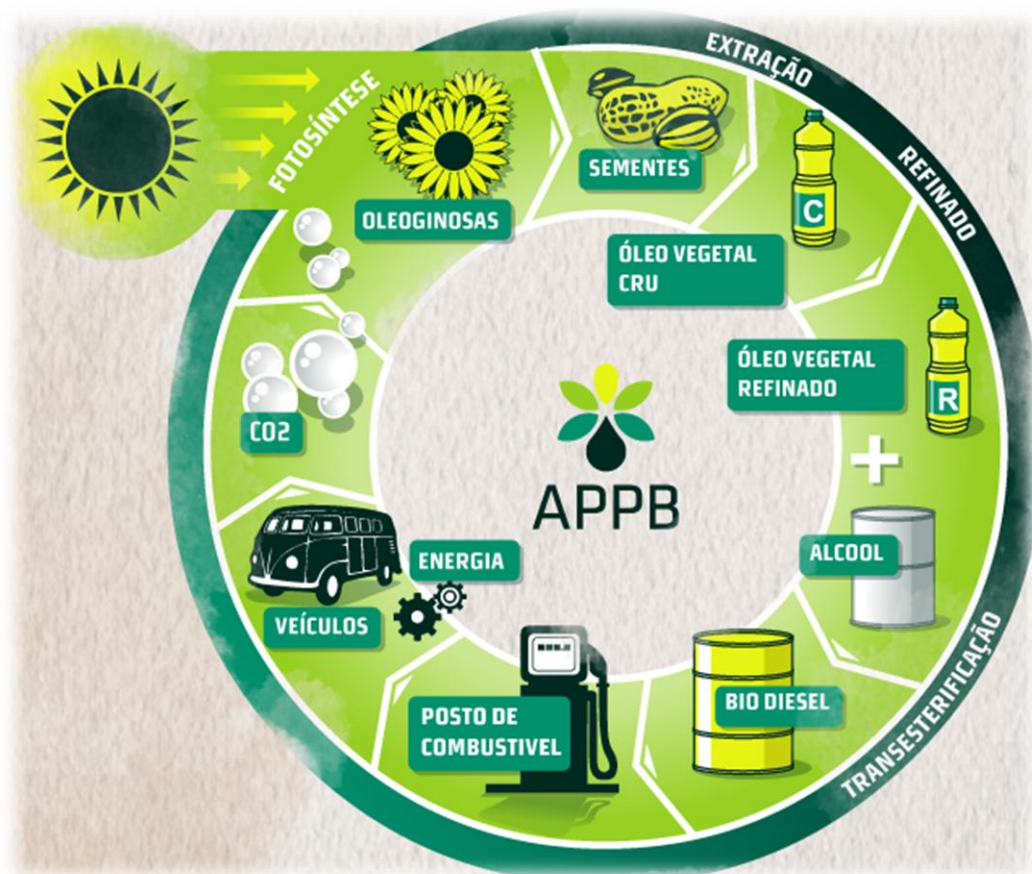 FOTOSÍNTESE
OLEOGINOSAS
SEMENTES
EXTRAÇÃO
C
ÓLEO VEGETAL
CRU
REFINADO
ÓLEO VEGETAL
REFINADO
R
+
ALCOOL
TRANSESTERIFICAÇÃO
BIO DIESEL
POSTO DE
COMBUSTIVEL
ENERGIA
VEÍCULOS
CO2
APPB